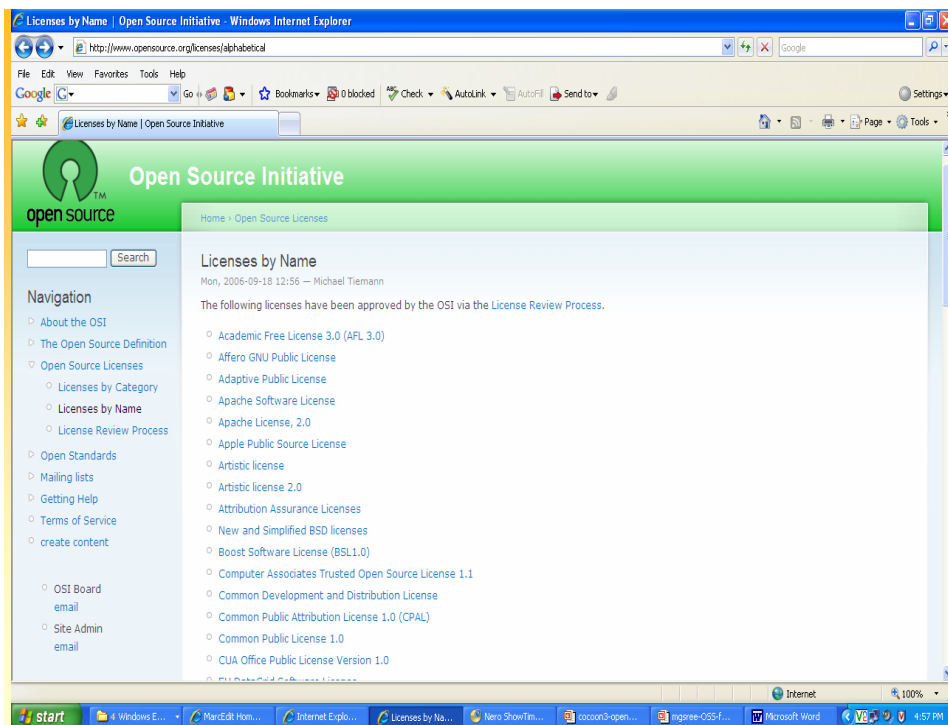 Licenses by Name | Open Source Initiative - Windows Internet Explorer
http://www.opensource.org/licenses/alphabetical
Google
File Edit View Favorites Tools Help
Google G Go Bookmarks 0 blocked Check AutoLink AutoFill Send to Settings
Licenses by Name | Open Source Initiative
Page Tools
TM
open source
Open Source Initiative
Home › Open Source Licenses
Search
Navigation
About the OSI
The Open Source Definition
Open Source Licenses
Licenses by Category
Licenses by Name
License Review Process
Open Standards
Mailing lists
Getting Help
Terms of Service
create content
OSI Board
email
Site Admin
email
Licenses by Name
Mon, 2006-09-18 12:56 — Michael Tiemann
The following licenses have been approved by the OSI via the License Review Process.
Academic Free License 3.0 (AFL 3.0)
Affero GNU Public License
Adaptive Public License
Apache Software License
Apache License, 2.0
Apple Public Source License
Artistic license
Artistic license 2.0
Attribution Assurance Licenses
New and Simplified BSD licenses
Boost Software License (BSL1.0)
Computer Associates Trusted Open Source License 1.1
Common Development and Distribution License
Common Public Attribution License 1.0 (CPAL)
Common Public License 1.0
CUA Office Public License Version 1.0
EU DataGrid Software License
Internet 100%
start 4 Windows E... MarcEdit Hom... Internet Explo... Licenses by Na... Nero ShowTim... cocoon3-open... mgsree-OSS-f... Microsoft Word 4:57 PM